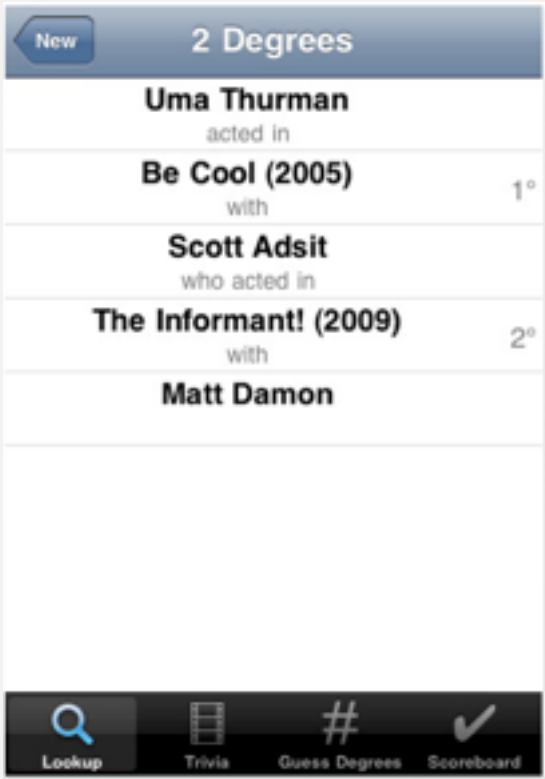 New
2 Degrees
Uma Thurman
acted in
Be Cool (2005)
1°
with
Scott Adsit
who acted in
The Informant! (2009)
2°
with
Matt Damon
Lookup
Trivia
#
Guess Degrees
Scoreboard